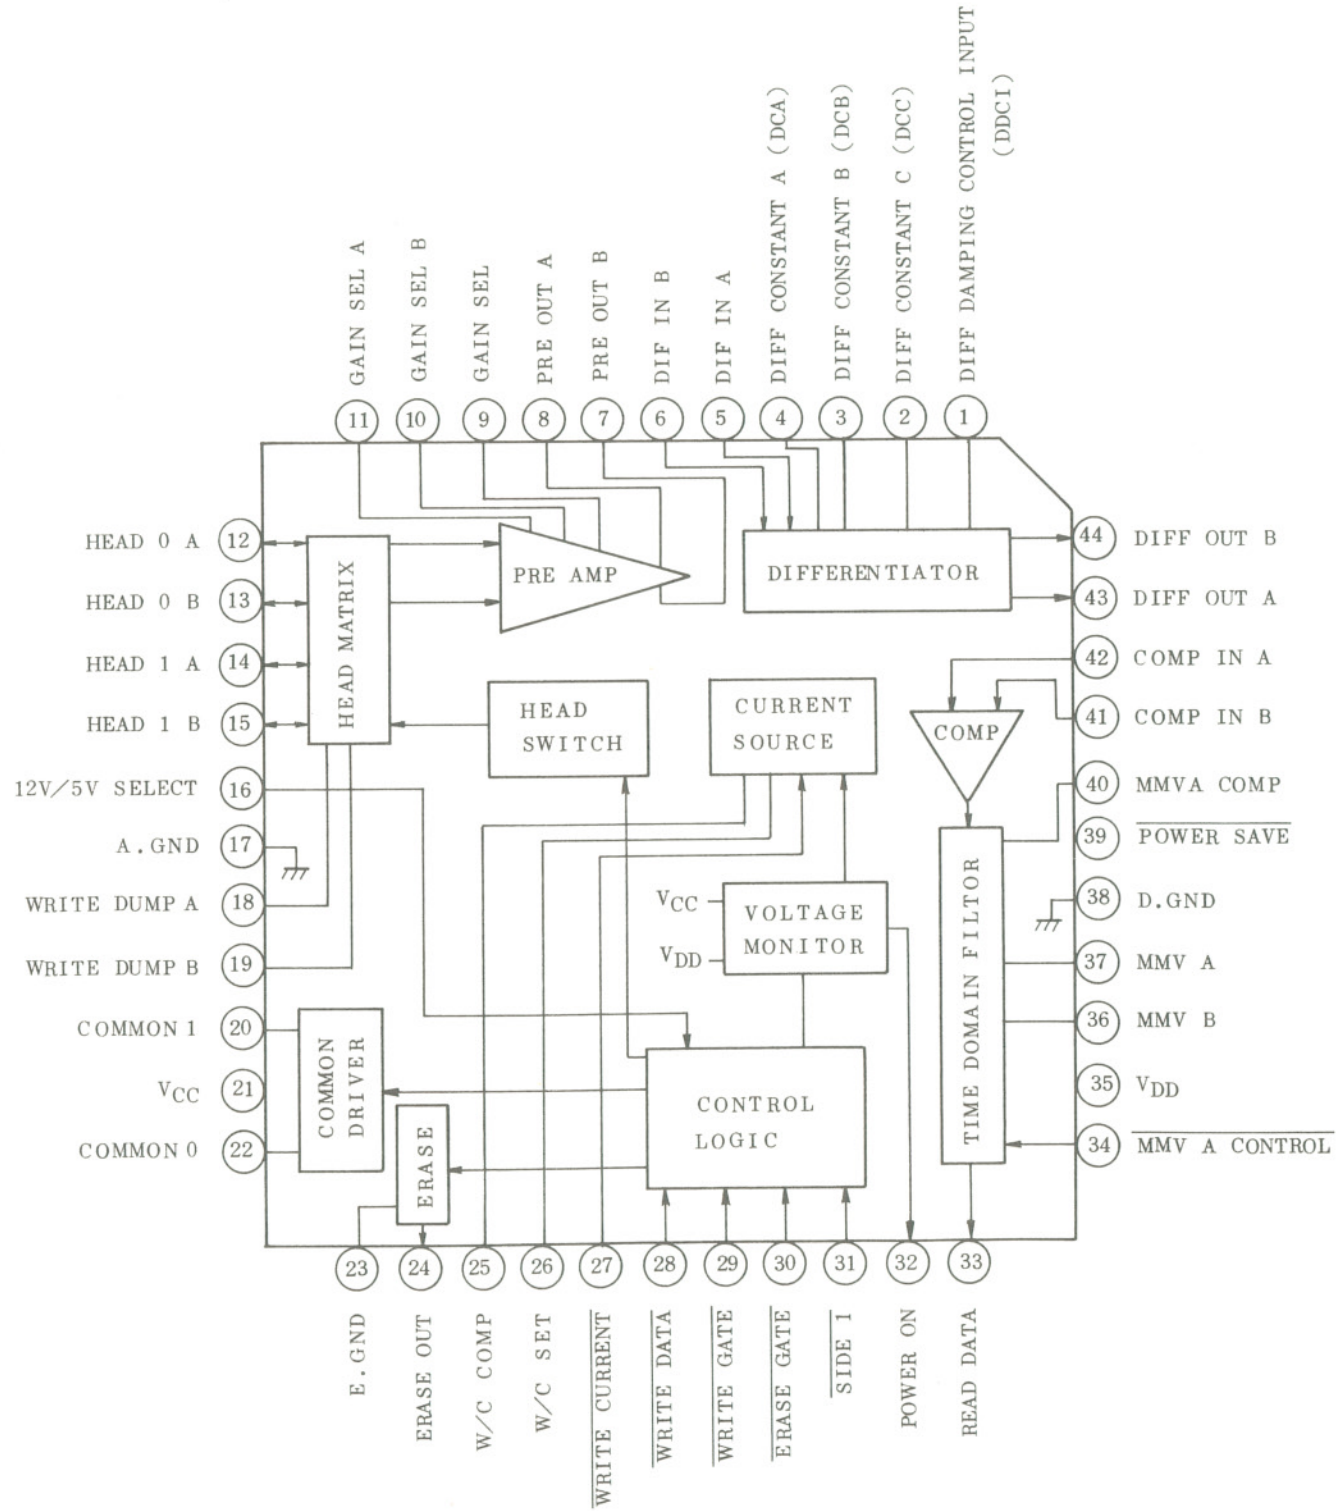 GAIN SEL A
GAIN SEL B
GAIN SEL
PRE OUT A
PRE OUT B
DIF IN B
DIF IN A
DIFF CONSTANT A (DCA)
DIFF CONSTANT B (DCB)
DIFF CONSTANT C (DCC)
DIFF DAMPING CONTROL INPUT
(DDCI)
11
10
9
8
7
6
5
4
3
2
1
HEAD 0 A
12
HEAD 0 B
13
HEAD 1 A
14
HEAD 1 B
15
12V/5V SELECT
16
A.GND
17
WRITE DUMP A
18
WRITE DUMP B
19
COMMON 1
20
VCC
21
COMMON 0
22
HEAD MATRIX
PRE AMP
DIFFERENTIATOR
HEAD
SWITCH
CURRENT
SOURCE
COMP
VCC
VDD
VOLTAGE
MONITOR
TIME DOMAIN FILTOR
COMMON
DRIVER
ERASE
CONTROL
LOGIC
44
DIFF OUT B
43
DIFF OUT A
42
COMP IN A
41
COMP IN B
40
MMVA COMP
39
POWER SAVE
38
D.GND
37
MMV A
36
MMV B
35
VDD
34
MMV A CONTROL
23
24
25
26
27
28
29
30
31
32
33
E.GND
ERASE OUT
W/C COMP
W/C SET
WRITE CURRENT
WRITE DATA
WRITE GATE
ERASE GATE
SIDE 1
POWER ON
READ DATA